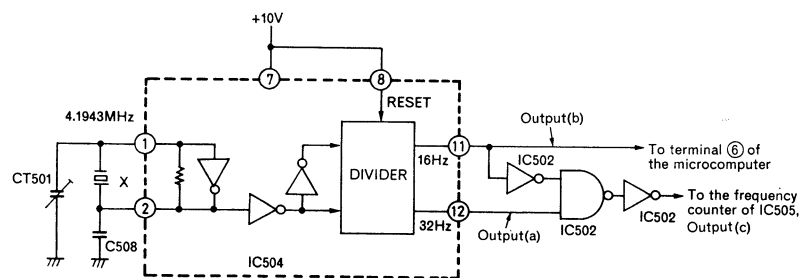 +10V
7
8
RESET
4.1943MHz
1
Output(b)
11
To terminal 6 of
the microcomputer
16Hz
IC502
CT501
X
DIVIDER
2
12
To the frequency
counter of IC505,
Output(c)
32Hz
IC502
IC502
C508
Output(a)
IC504